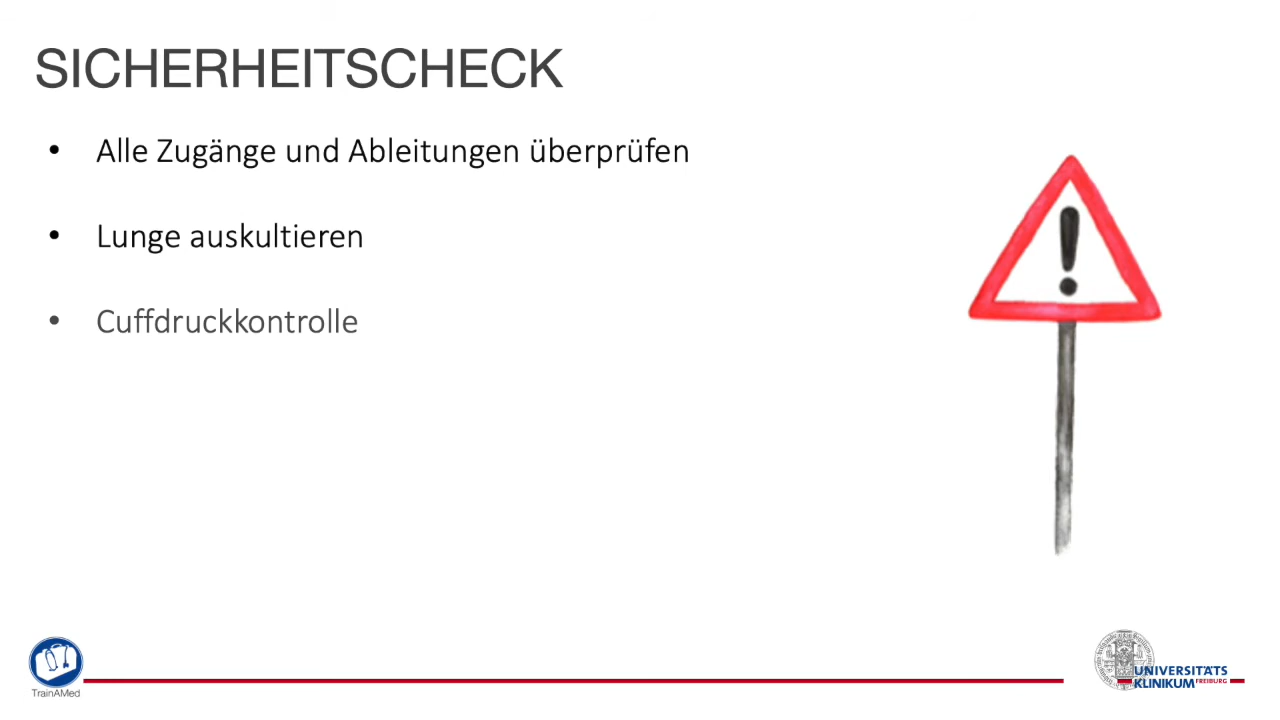 SICHERHEITSCHECK
• Alle Zugänge und Ableitungen überprüfen
• Lunge auskultieren
• Cuffdruckkontrolle
TrainAMed
UNIVERSITÄTS
KLINIKUM FREIBURG